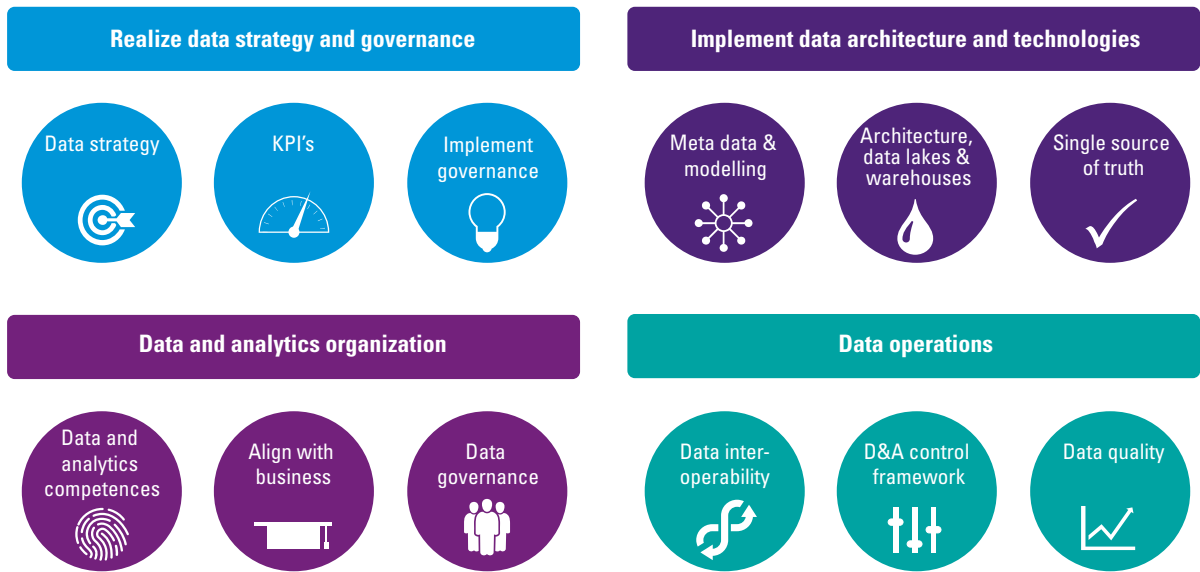 Realize data strategy and governance
Data strategy
KPI's
Implement
governance
Implement data architecture and technologies
Meta data &
modelling
Architecture,
data lakes &
warehouses
Single source
of truth
Data and analytics organization
Data and
analytics
competences
Align with
business
Data
governance
Data operations
Data inter-
operability
D&A control
framework
Data quality